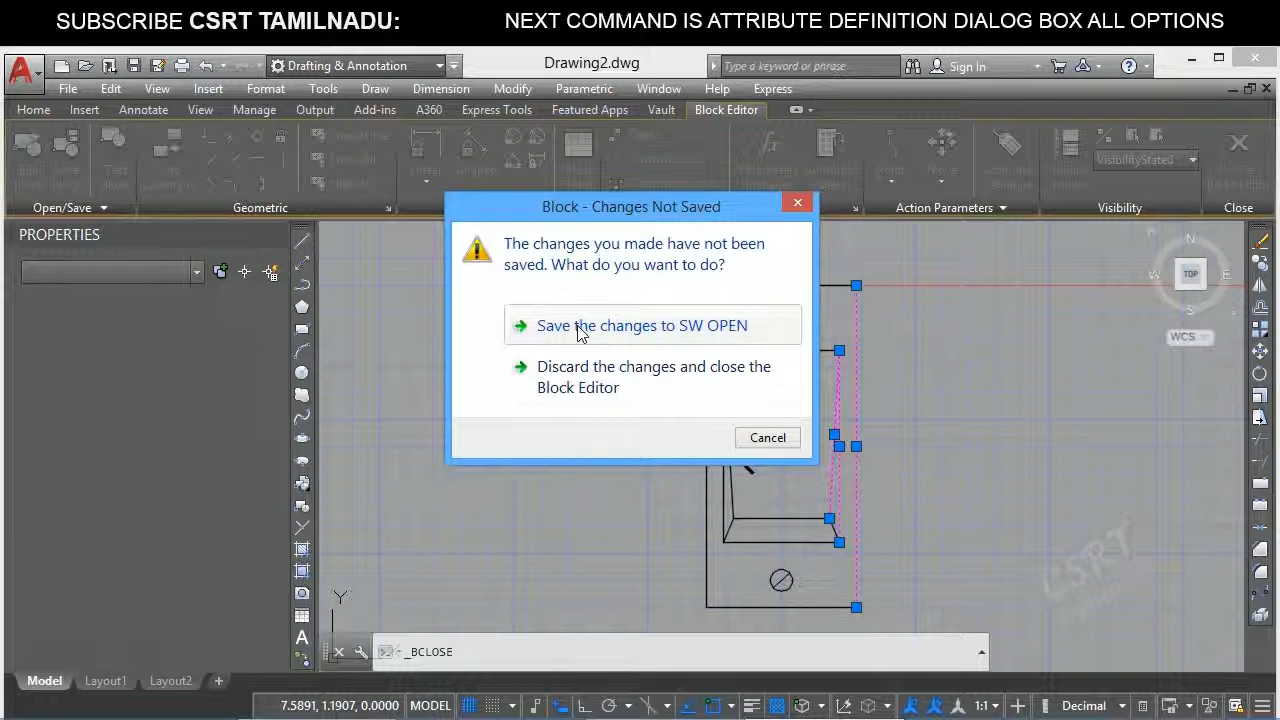 SUBSCRIBE CSRT TAMILNADU: NEXT COMMAND IS ATTRIBUTE DEFINITION DIALOG BOX ALL OPTIONS
Drafting & Annotation Drawing2.dwg Type a keyword or phrase Sign In
File Edit View Insert Format Tools Draw Dimension Modify Parametric Window Help Express
Home Insert Annotate View Manage Output Add-ins A360 Express Tools Featured Apps Vault Block Editor
VisibilityState0
Open/Save Geometric Action Parameters Visibility Close
PROPERTIES
Block - Changes Not Saved
The changes you made have not been
saved. What do you want to do?
Save the changes to SW OPEN
Discard the changes and close the
Block Editor
Cancel
N
W TOP E
S
WCS
CSRT
Y
_BCLOSE
Model Layout1 Layout2 +
7.5891, 1.1907, 0.0000 MODEL 1:1 Decimal